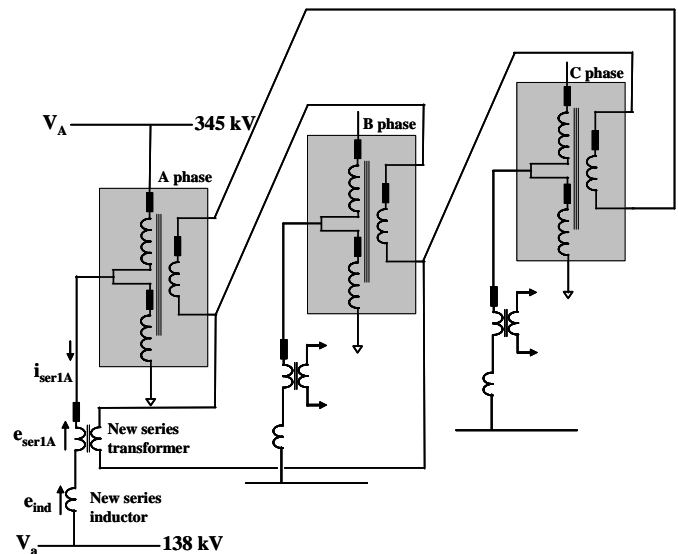 C phase
V_A
345 kV
B phase
A phase
i_ser1A
e_ser1A
New series
transformer
e_ind
New series
inductor
V_a
138 kV